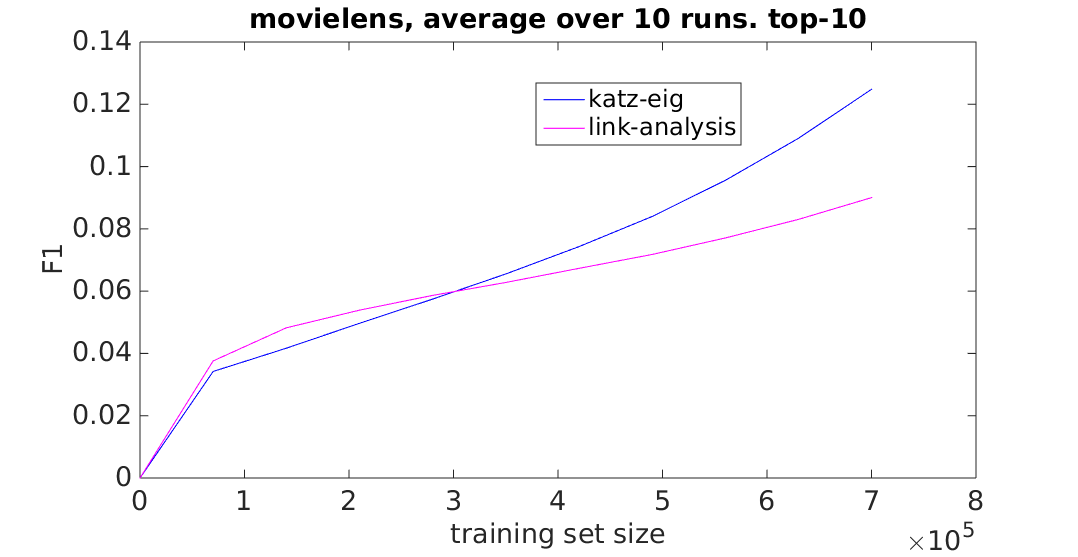 movielens, average over 10 runs. top-10
0.14
0.12
0.1
0.08
0.06
0.04
0.02
0
F1
katz-eig
link-analysis
0 1 2 3 4 5 6 7 8
training set size
×10⁵